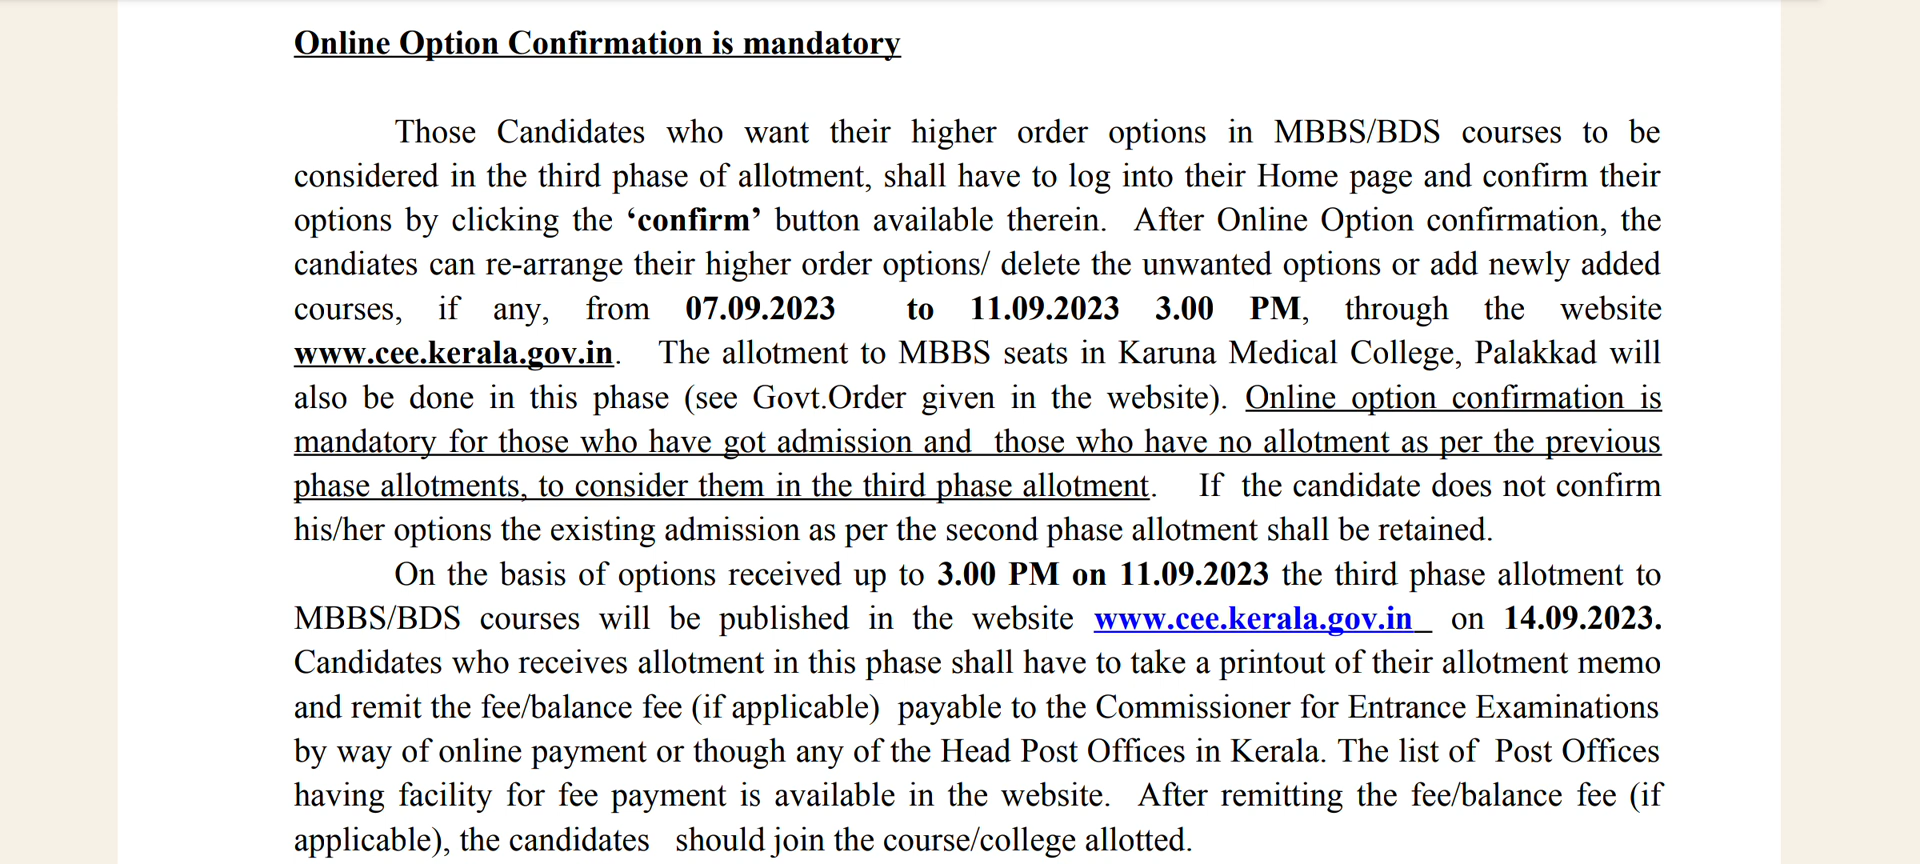 Online Option Confirmation is mandatory
Those Candidates who want their higher order options in MBBS/BDS courses to be
considered in the third phase of allotment, shall have to log into their Home page and confirm their
options by clicking the ‘confirm’ button available therein. After Online Option confirmation, the
candiates can re-arrange their higher order options/ delete the unwanted options or add newly added
courses, if any, from 07.09.2023 to 11.09.2023 3.00 PM, through the website
www.cee.kerala.gov.in. The allotment to MBBS seats in Karuna Medical College, Palakkad will
also be done in this phase (see Govt.Order given in the website). Online option confirmation is
mandatory for those who have got admission and those who have no allotment as per the previous
phase allotments, to consider them in the third phase allotment. If the candidate does not confirm
his/her options the existing admission as per the second phase allotment shall be retained.
On the basis of options received up to 3.00 PM on 11.09.2023 the third phase allotment to
MBBS/BDS courses will be published in the website www.cee.kerala.gov.in on 14.09.2023.
Candidates who receives allotment in this phase shall have to take a printout of their allotment memo
and remit the fee/balance fee (if applicable) payable to the Commissioner for Entrance Examinations
by way of online payment or though any of the Head Post Offices in Kerala. The list of Post Offices
having facility for fee payment is available in the website. After remitting the fee/balance fee (if
applicable), the candidates should join the course/college allotted.